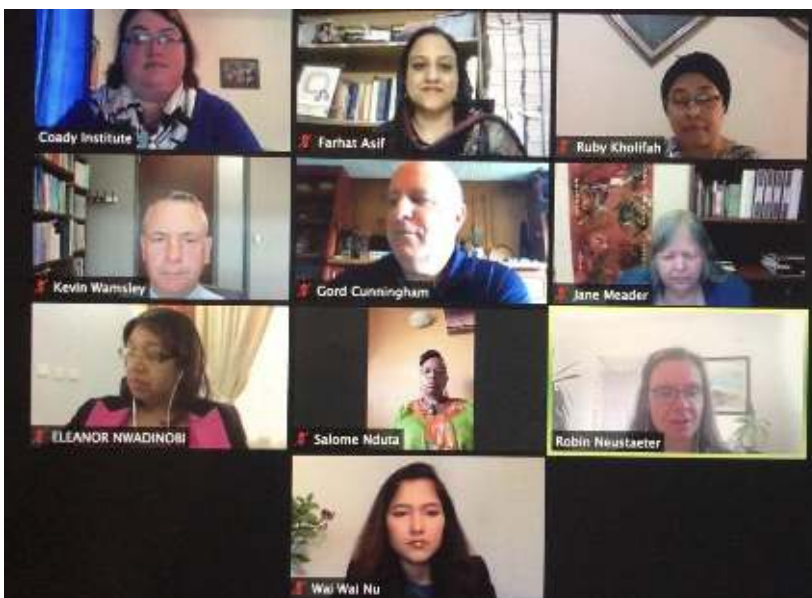 Coady Institute
Farhat Asif
Ruby Kholifah
Kevin Wamsley
Gord Cunningham
Jane Meader
ELEANOR NWADINOBI
Salome Nduta
Robin Neustaeter
Wai Wai Nu